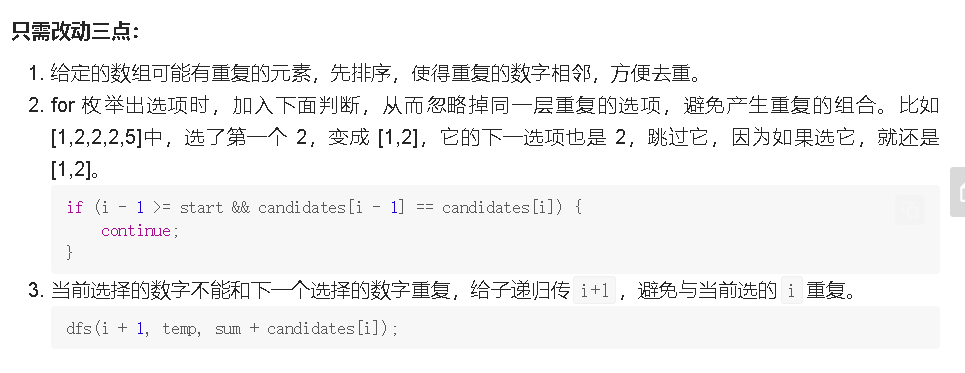 只需改动三点：
1. 给定的数组可能有重复的元素，先排序，使得重复的数字相邻，方便去重。
2. for 枚举出选项时，加入下面判断，从而忽略掉同一层重复的选项，避免产生重复的组合。比如
[1,2,2,2,5]中，选了第一个 2，变成 [1,2]，它的下一选项也是 2，跳过它，因为如果选它，就还是
[1,2]。
if (i - 1 >= start && candidates[i - 1] == candidates[i]) {
continue;
}
3. 当前选择的数字不能和下一个选择的数字重复，给子递归传 i+1 ，避免与当前选的 i 重复。
dfs(i + 1, temp, sum + candidates[i]);